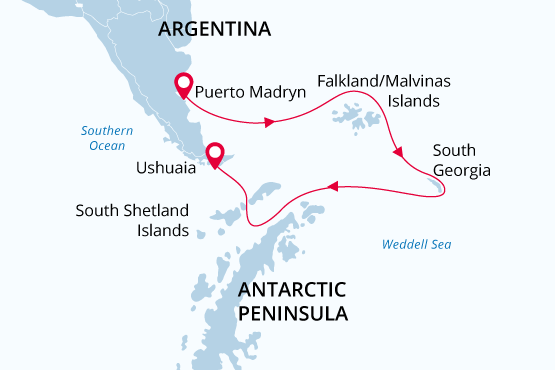 ARGENTINA
Puerto Madryn
Falkland/Malvinas
Islands
Southern
Ocean
Ushuaia
South
Georgia
South Shetland
Islands
Weddell Sea
ANTARCTIC
PENINSULA